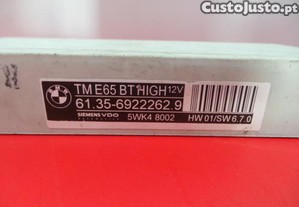 CustoJusto.pt
TM E65 BT HIGH 12V
61.35-6922262.9
SIEMENS VDO
5WK4 8002
HW 01/SW 6.7.0